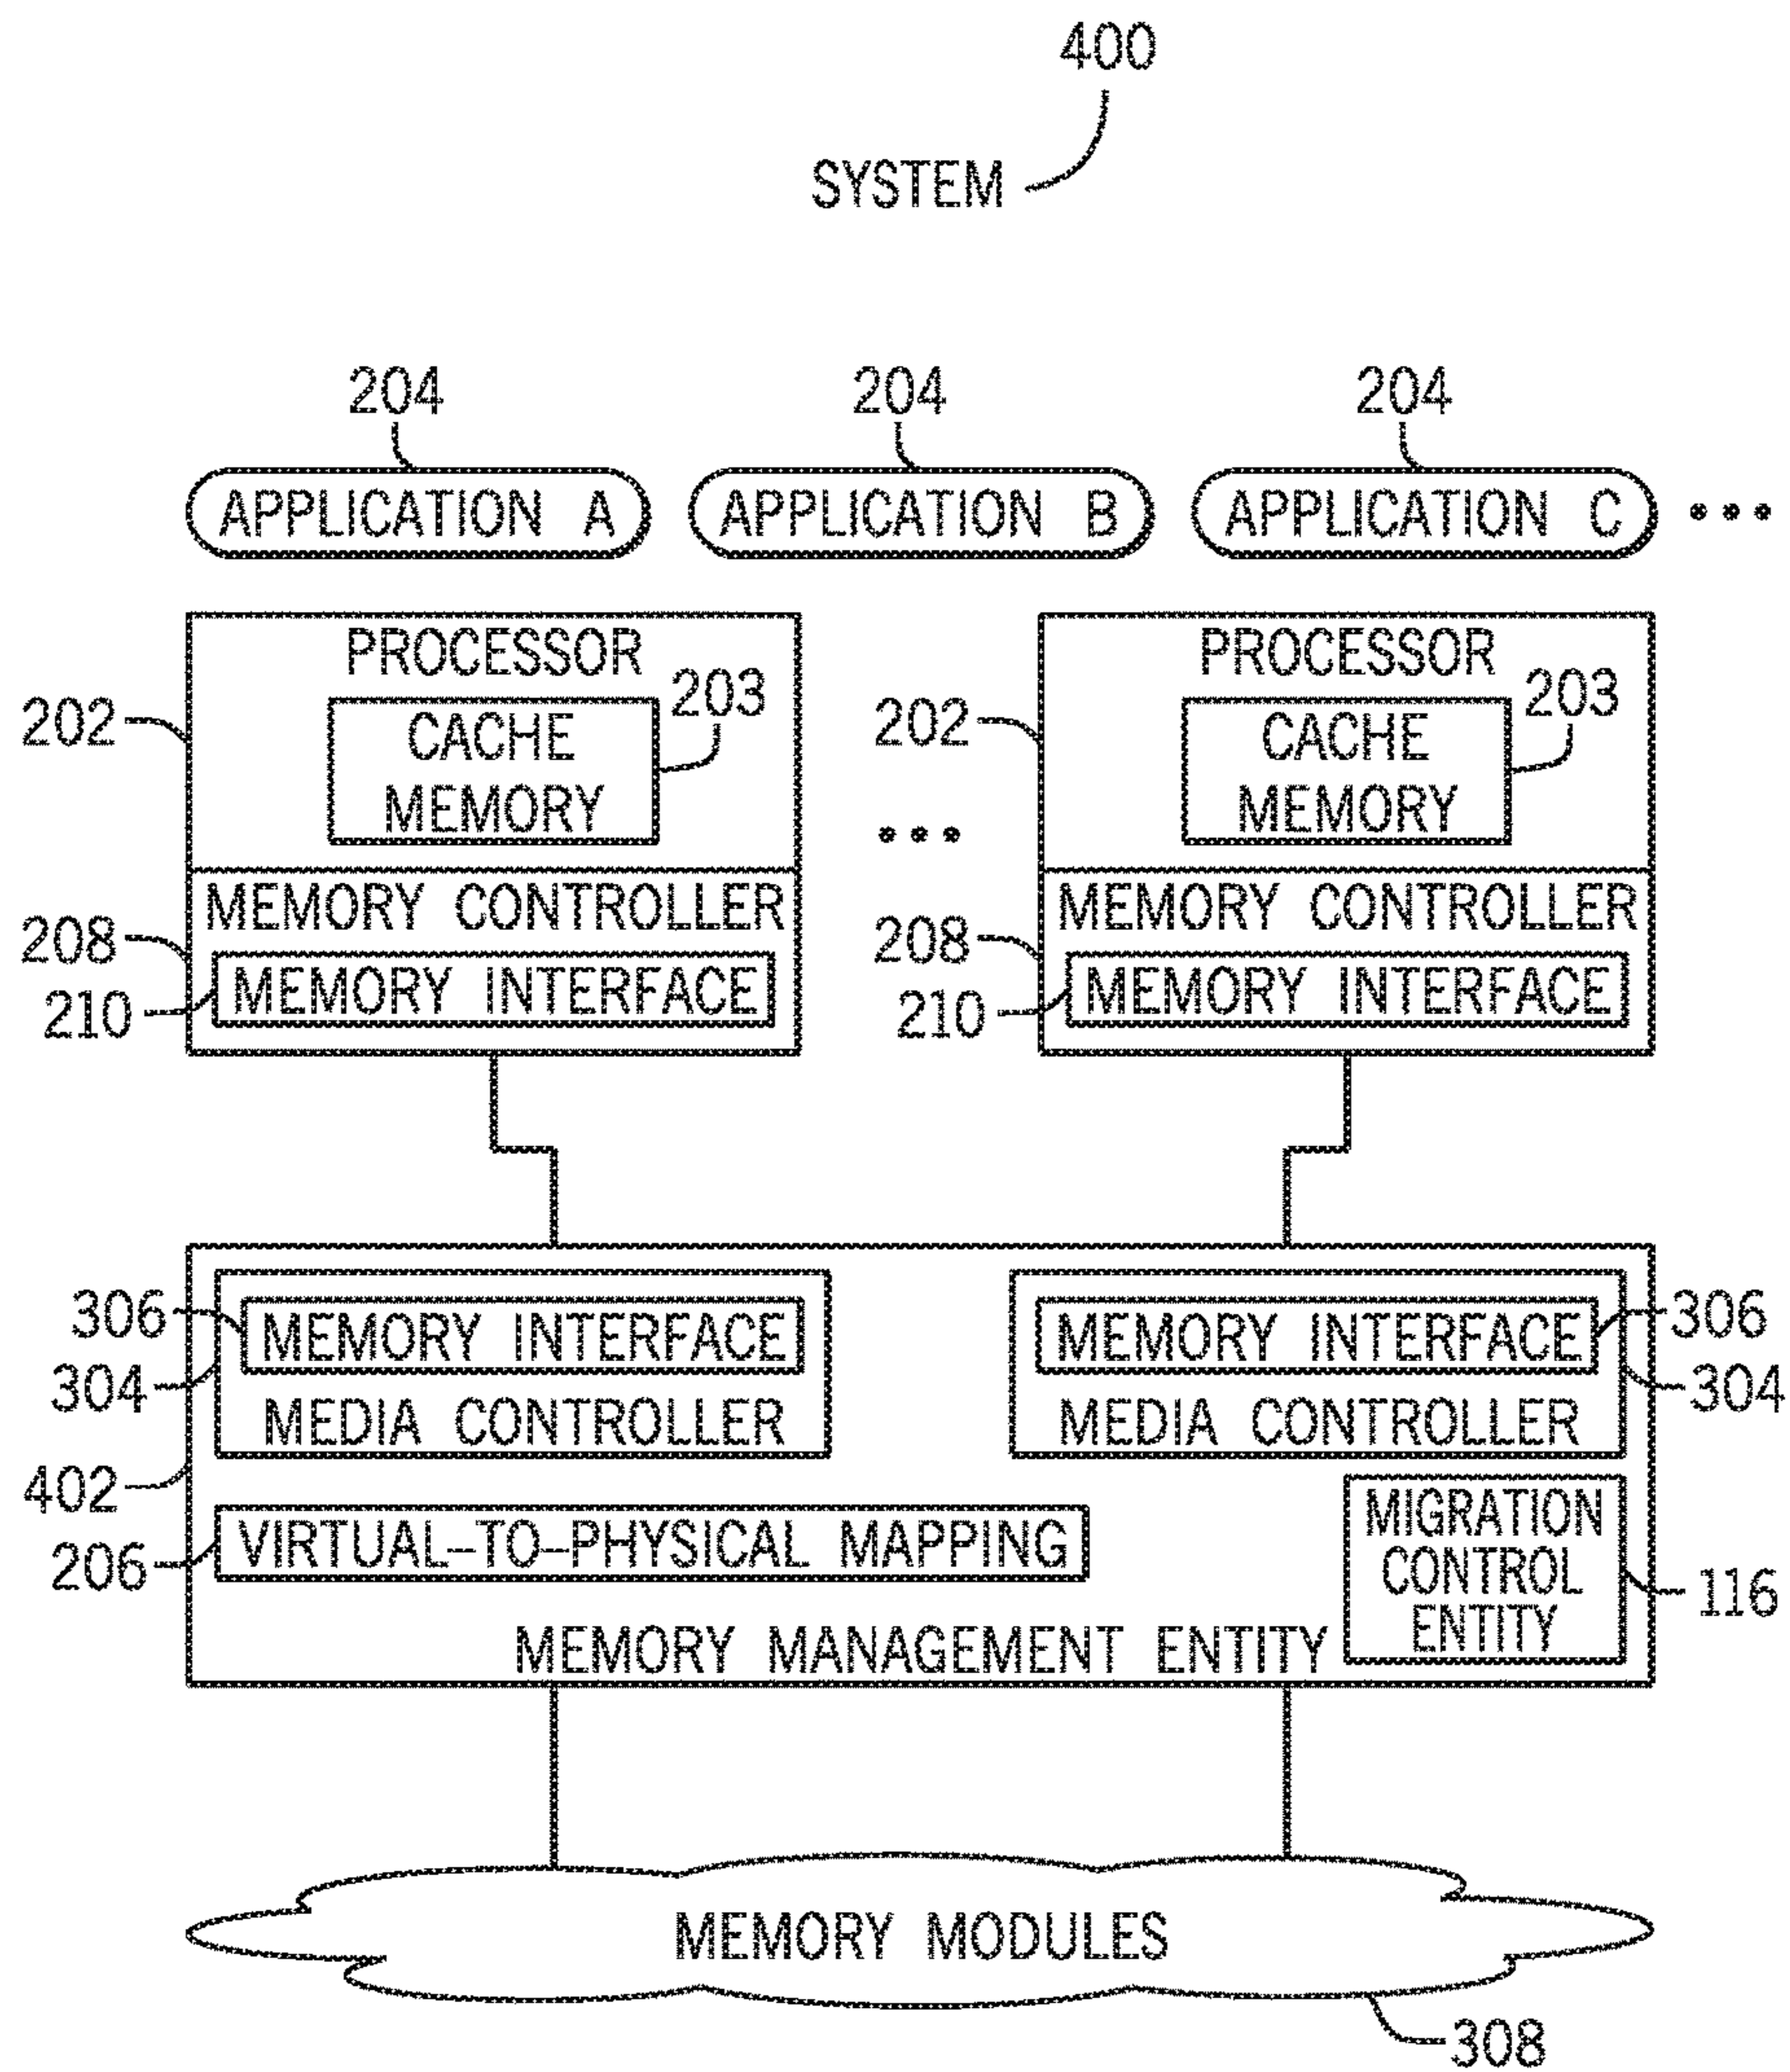 400
SYSTEM
204 204 204
APPLICATION A APPLICATION B APPLICATION C •••
PROCESSOR PROCESSOR
202 CACHE 203 202 CACHE 203
MEMORY ••• MEMORY
MEMORY CONTROLLER MEMORY CONTROLLER
208 208
MEMORY INTERFACE MEMORY INTERFACE
210 210
306 MEMORY INTERFACE MEMORY INTERFACE 306
304 304
MEDIA CONTROLLER MEDIA CONTROLLER
402
206 VIRTUAL-TO-PHYSICAL MAPPING
MIGRATION
CONTROL
ENTITY
116
MEMORY MANAGEMENT ENTITY
MEMORY MODULES
308